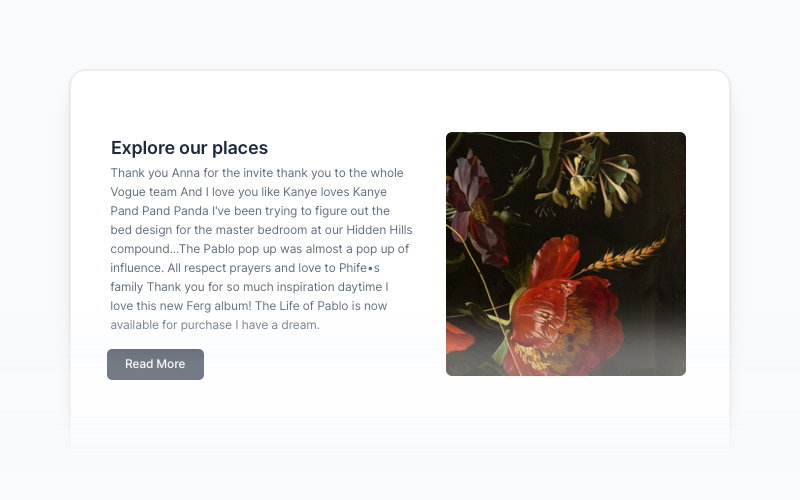 Explore our places
Thank you Anna for the invite thank you to the whole
Vogue team And I love you like Kanye loves Kanye
Pand Pand Panda I've been trying to figure out the
bed design for the master bedroom at our Hidden Hills
compound...The Pablo pop up was almost a pop up of
influence. All respect prayers and love to Phife•s
family Thank you for so much inspiration daytime I
love this new Ferg album! The Life of Pablo is now
available for purchase I have a dream.
Read More